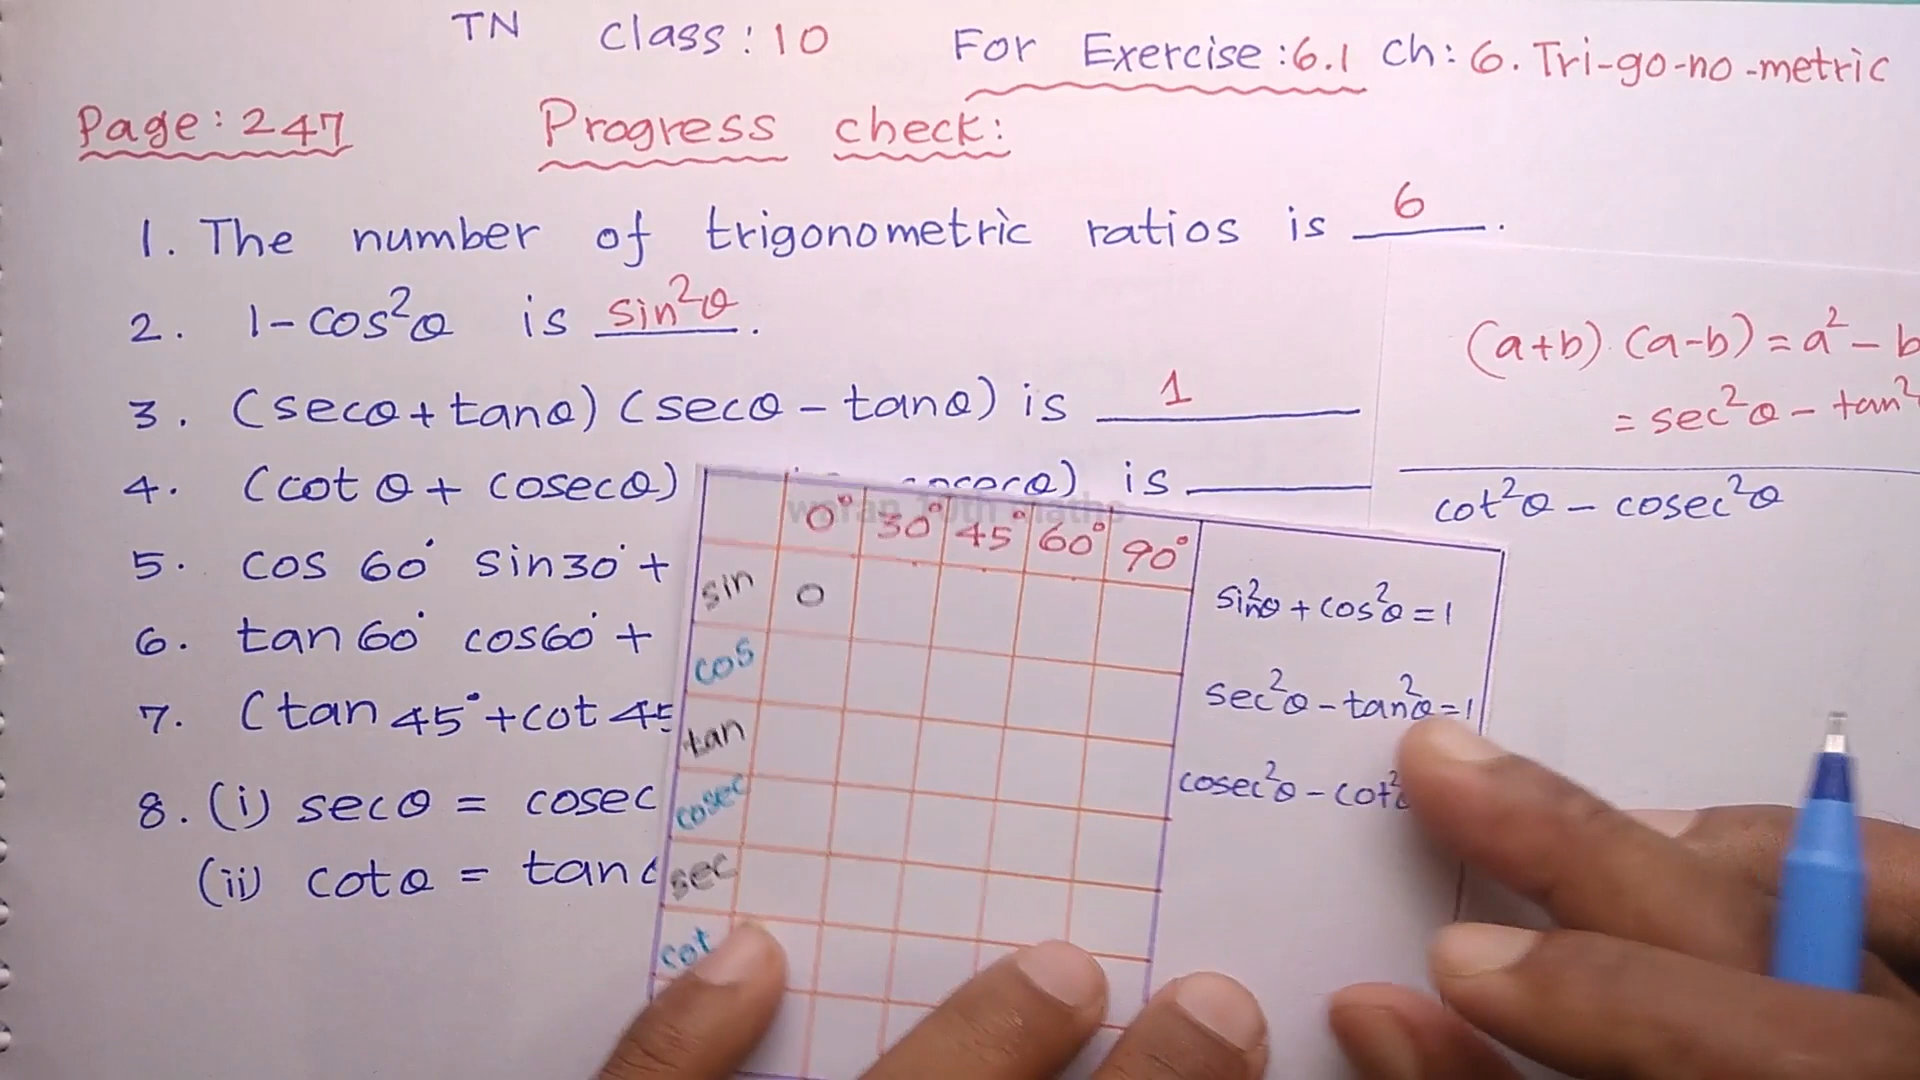 TN Class: 10 For Exercise: 6.1 Ch: 6. Tri-go-no-metric
Page: 247 Progress check:
1. The number of trigonometric ratios is 6.
2. 1-cos²θ is sin²θ.
3. (secθ+tanθ)(secθ-tanθ) is 1
4. (cot θ + cosecθ) θ) is
5. cos 60° sin30°+
6. tan 60° cos60°+
7. (tan 45°+cot 45
8. (i) secθ = cosec
(ii) cotθ = tan
(a+b).(a-b)=a²-b
= sec²θ - tan²
cot²θ - cosec²θ
0° 30° 45° 60° 90°
sin 0
cos
tan
cosec
sec
cot
sin²θ + cos²θ = 1
sec²θ - tan²θ = 1
cosec²θ - cot²
10th maths